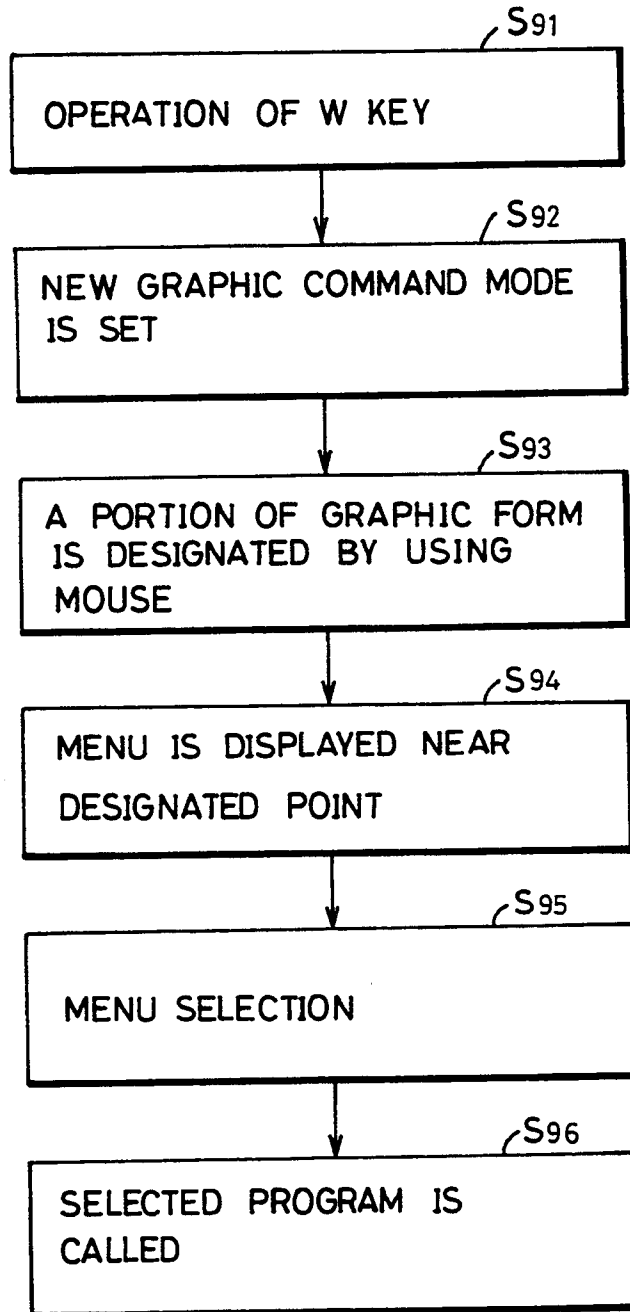 S91
OPERATION OF W KEY
S92
NEW GRAPHIC COMMAND MODE
IS SET
S93
A PORTION OF GRAPHIC FORM
IS DESIGNATED BY USING
MOUSE
S94
MENU IS DISPLAYED NEAR
DESIGNATED POINT
S95
MENU SELECTION
S96
SELECTED PROGRAM IS
CALLED